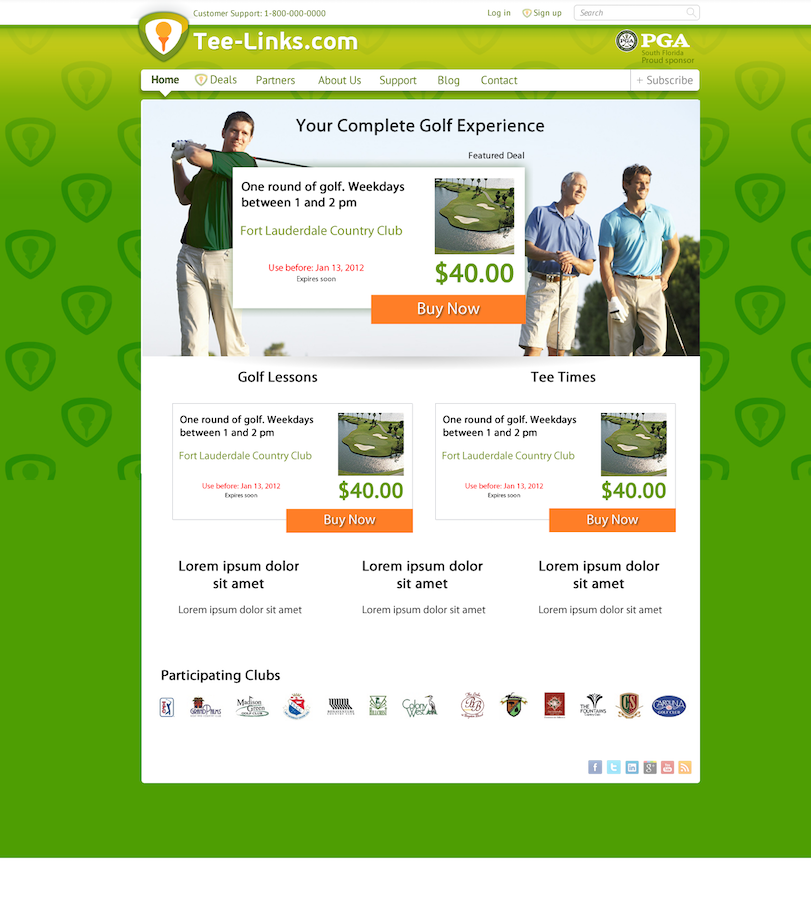 Customer Support: 1-800-000-0000
Log in
Sign up
Search
Tee-Links.com
PGA
South Florida
Proud sponsor
Home
Deals
Partners
About Us
Support
Blog
Contact
+ Subscribe
Your Complete Golf Experience
Featured Deal
One round of golf. Weekdays
between 1 and 2 pm
Fort Lauderdale Country Club
Use before: Jan 13, 2012
Expires soon
$40.00
Buy Now
Golf Lessons
Tee Times
One round of golf. Weekdays
between 1 and 2 pm
Fort Lauderdale Country Club
Use before: Jan 13, 2012
Expires soon
$40.00
Buy Now
One round of golf. Weekdays
between 1 and 2 pm
Fort Lauderdale Country Club
Use before: Jan 13, 2012
Expires soon
$40.00
Buy Now
Lorem ipsum dolor
sit amet
Lorem ipsum dolor sit amet
Lorem ipsum dolor
sit amet
Lorem ipsum dolor sit amet
Lorem ipsum dolor
sit amet
Lorem ipsum dolor sit amet
Participating Clubs
Grand Palms
Madison
Green
Colony
West
THE
FOUNTAINS
CS
CAROLINA
GOLF CLUB